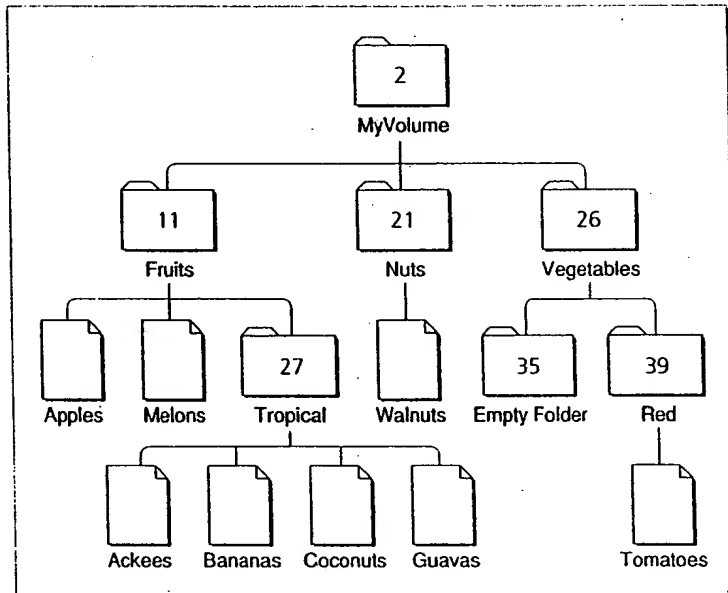 2
MyVolume
11 21 26
Fruits Nuts Vegetables
27 35 39
Apples Melons Tropical Walnuts Empty Folder Red
Ackees Bananas Coconuts Guavas Tomatoes